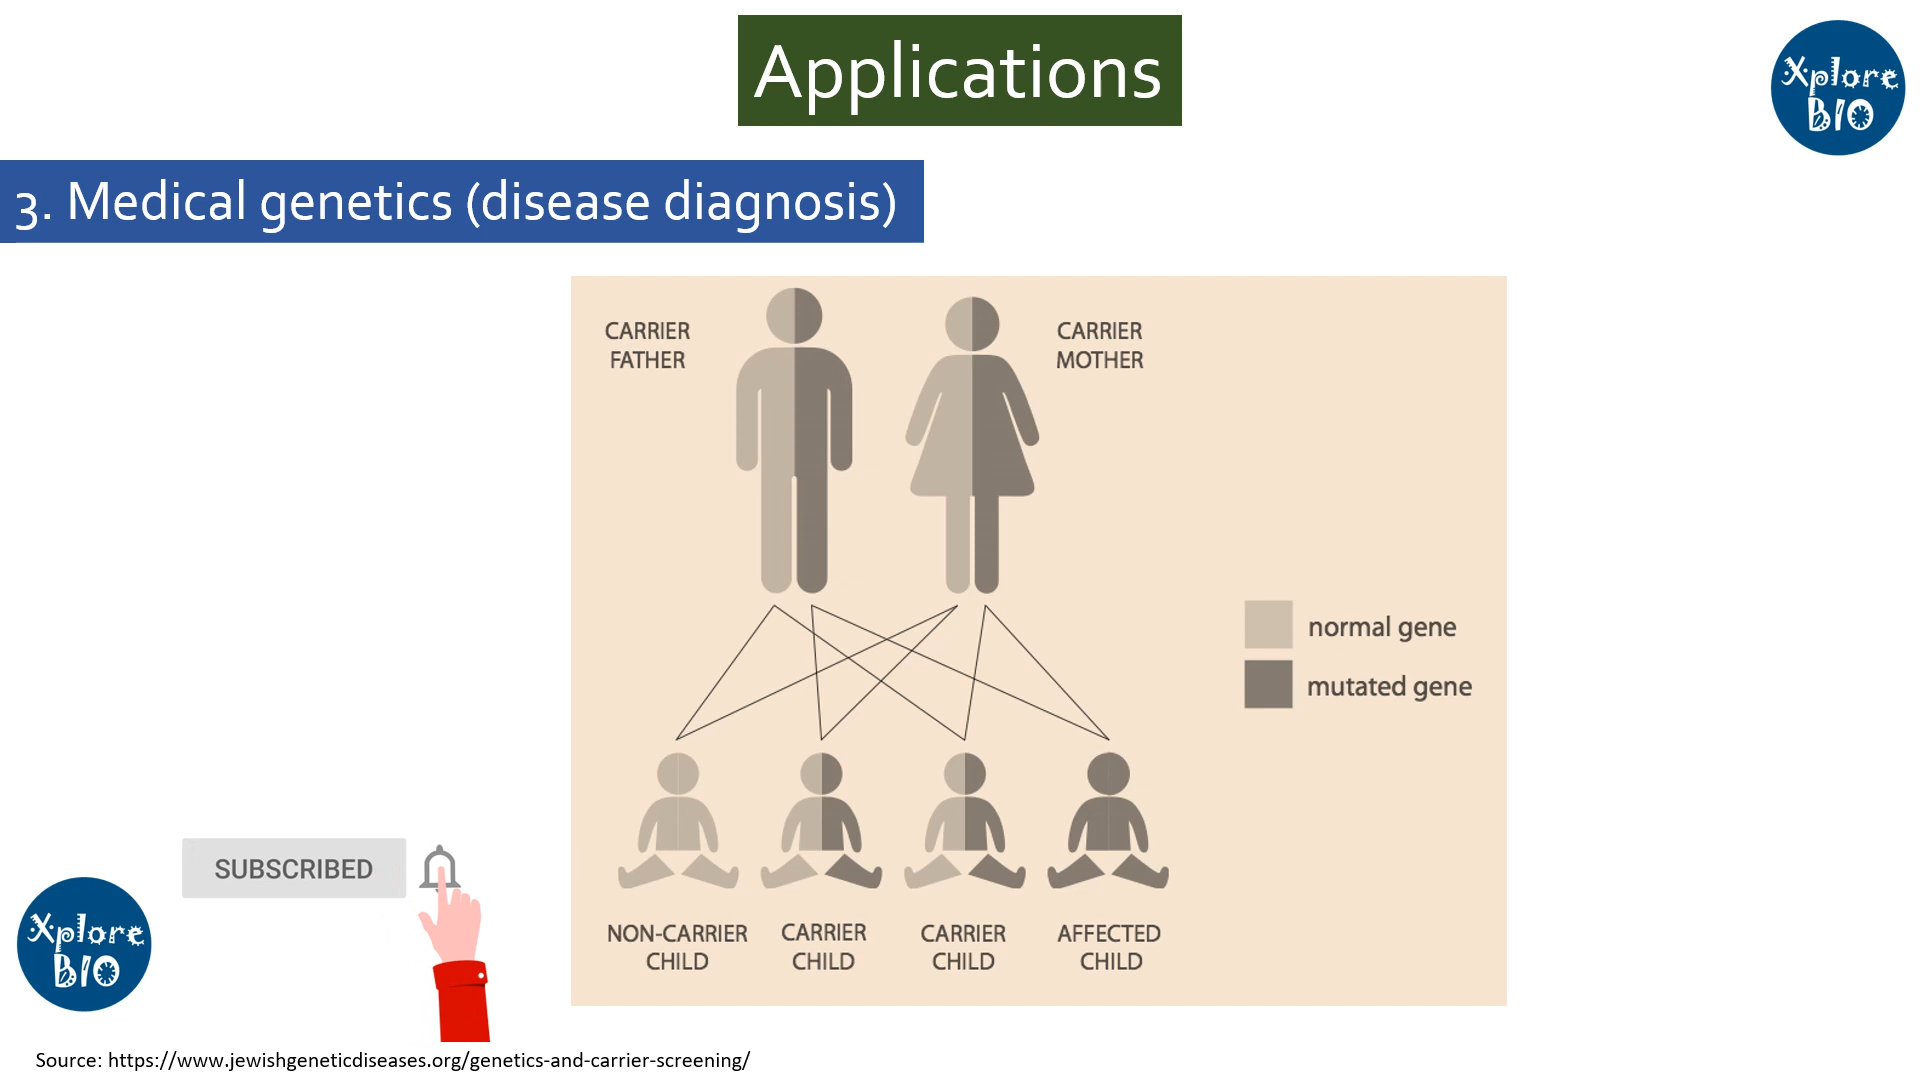 Applications
Xplore
BIO
3. Medical genetics (disease diagnosis)
CARRIER
FATHER
CARRIER
MOTHER
normal gene
mutated gene
NON-CARRIER
CHILD
CARRIER
CHILD
CARRIER
CHILD
AFFECTED
CHILD
SUBSCRIBED
Xplore
BIO
Source: https://www.jewishgeneticdiseases.org/genetics-and-carrier-screening/